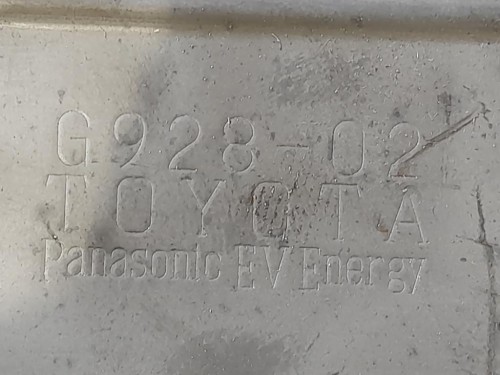 G928-02
TOYOTA
Panasonic EV Energy